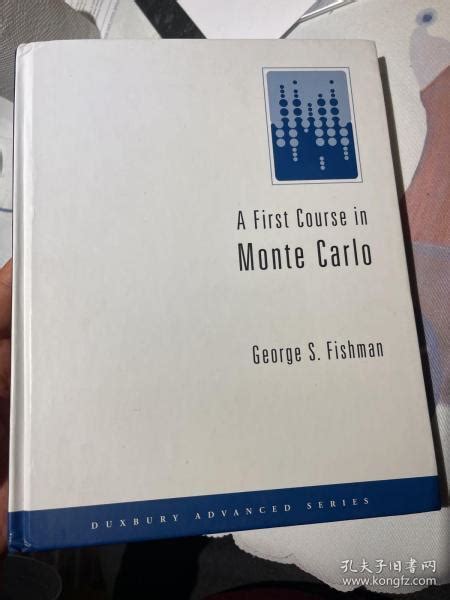 A First Course in
Monte Carlo
George S. Fishman
DUXBURY ADVANCED SERIES
孔夫子旧书网
www.kongfz.com